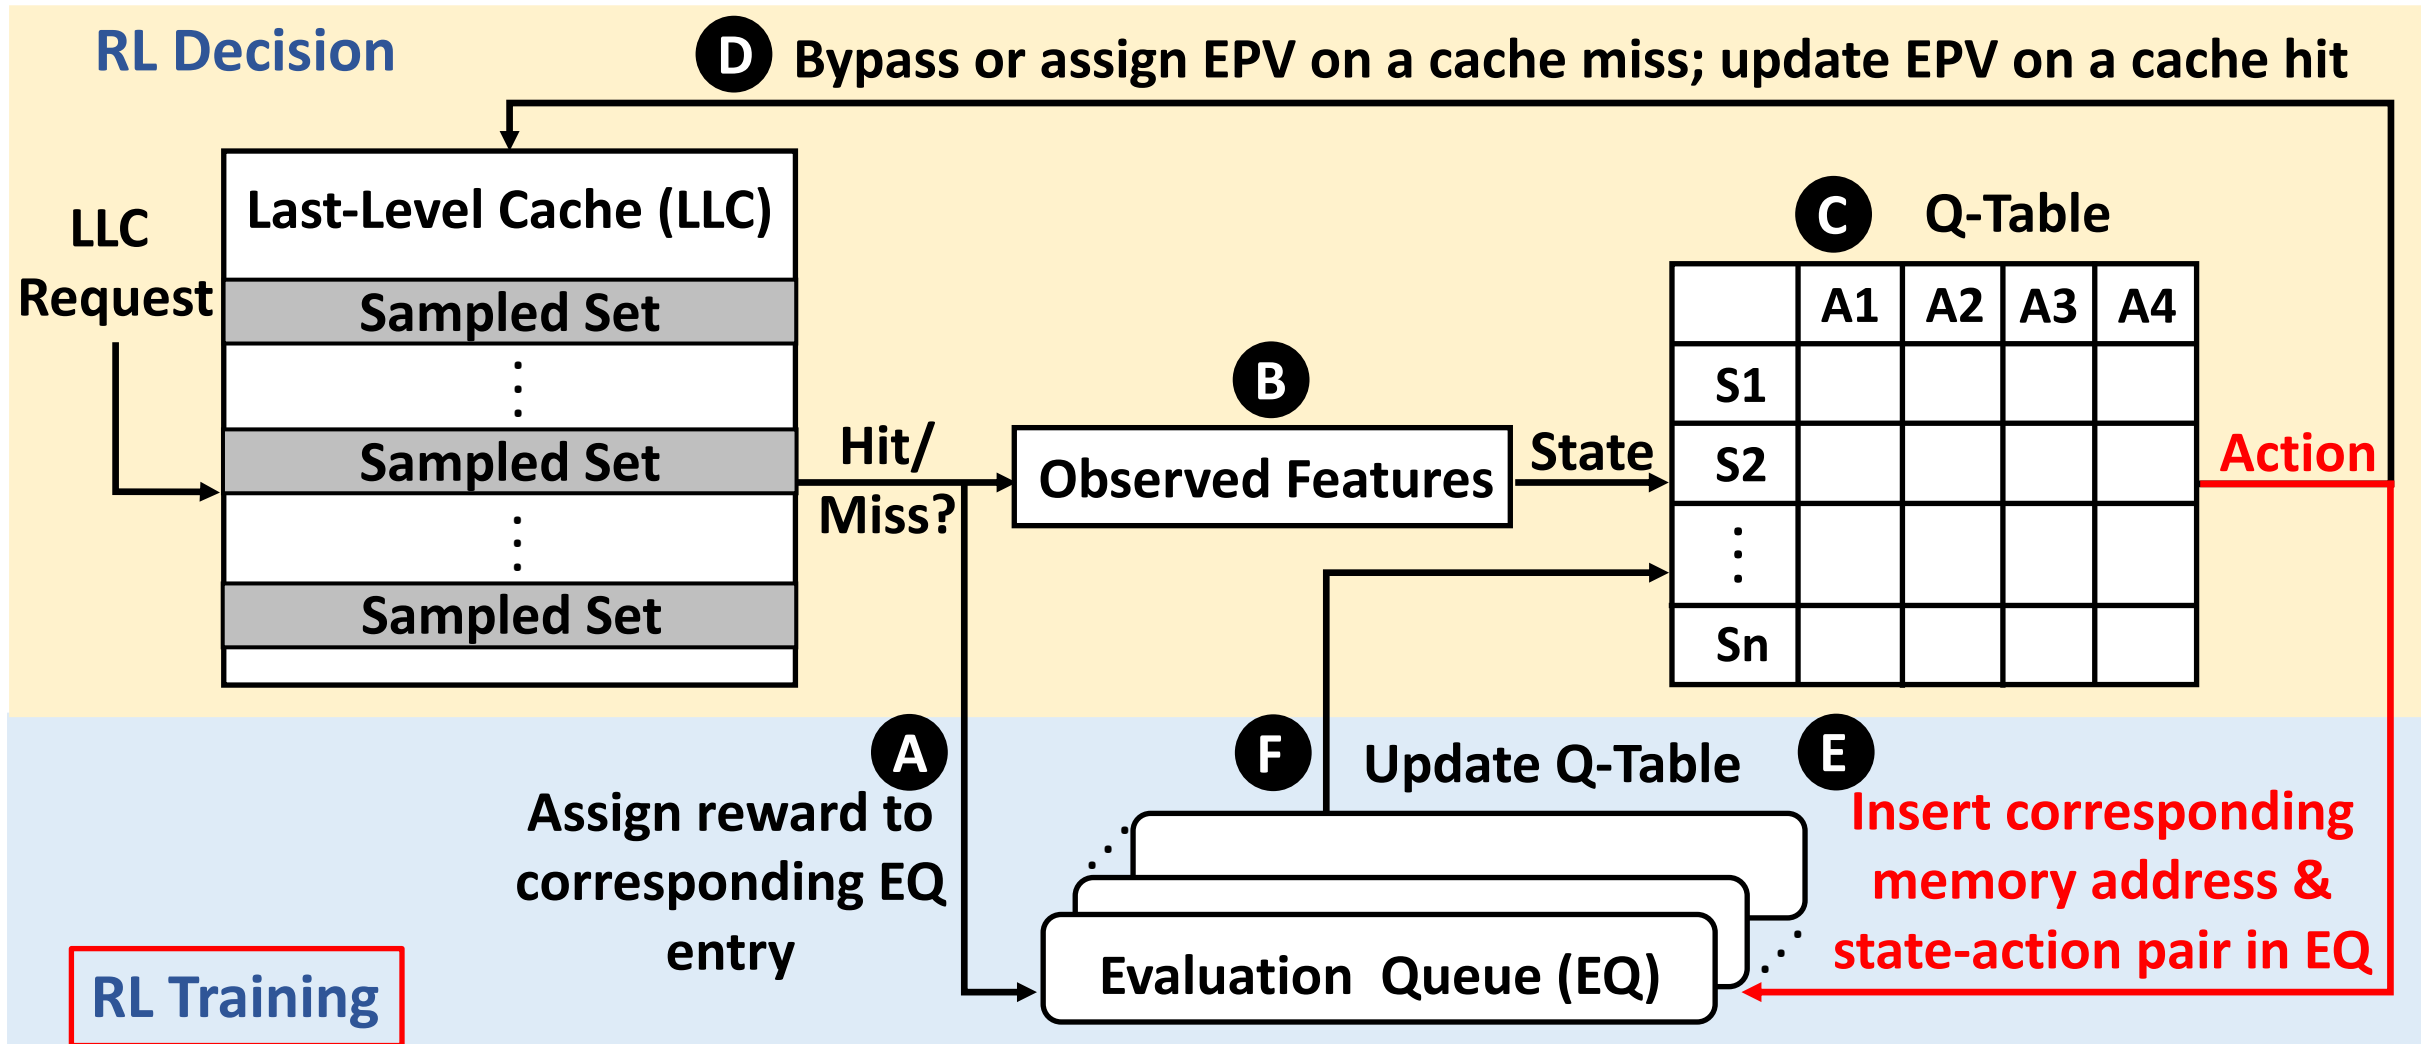 RL Decision
D Bypass or assign EPV on a cache miss; update EPV on a cache hit
LLC
Request
Last-Level Cache (LLC)
Sampled Set
Sampled Set
Sampled Set
Hit/
Miss?
B
Observed Features
State
C Q-Table
A1 A2 A3 A4
S1
S2
Sn
Action
A
Assign reward to
corresponding EQ
entry
F Update Q-Table
E
Insert corresponding
memory address &
state-action pair in EQ
Evaluation Queue (EQ)
RL Training